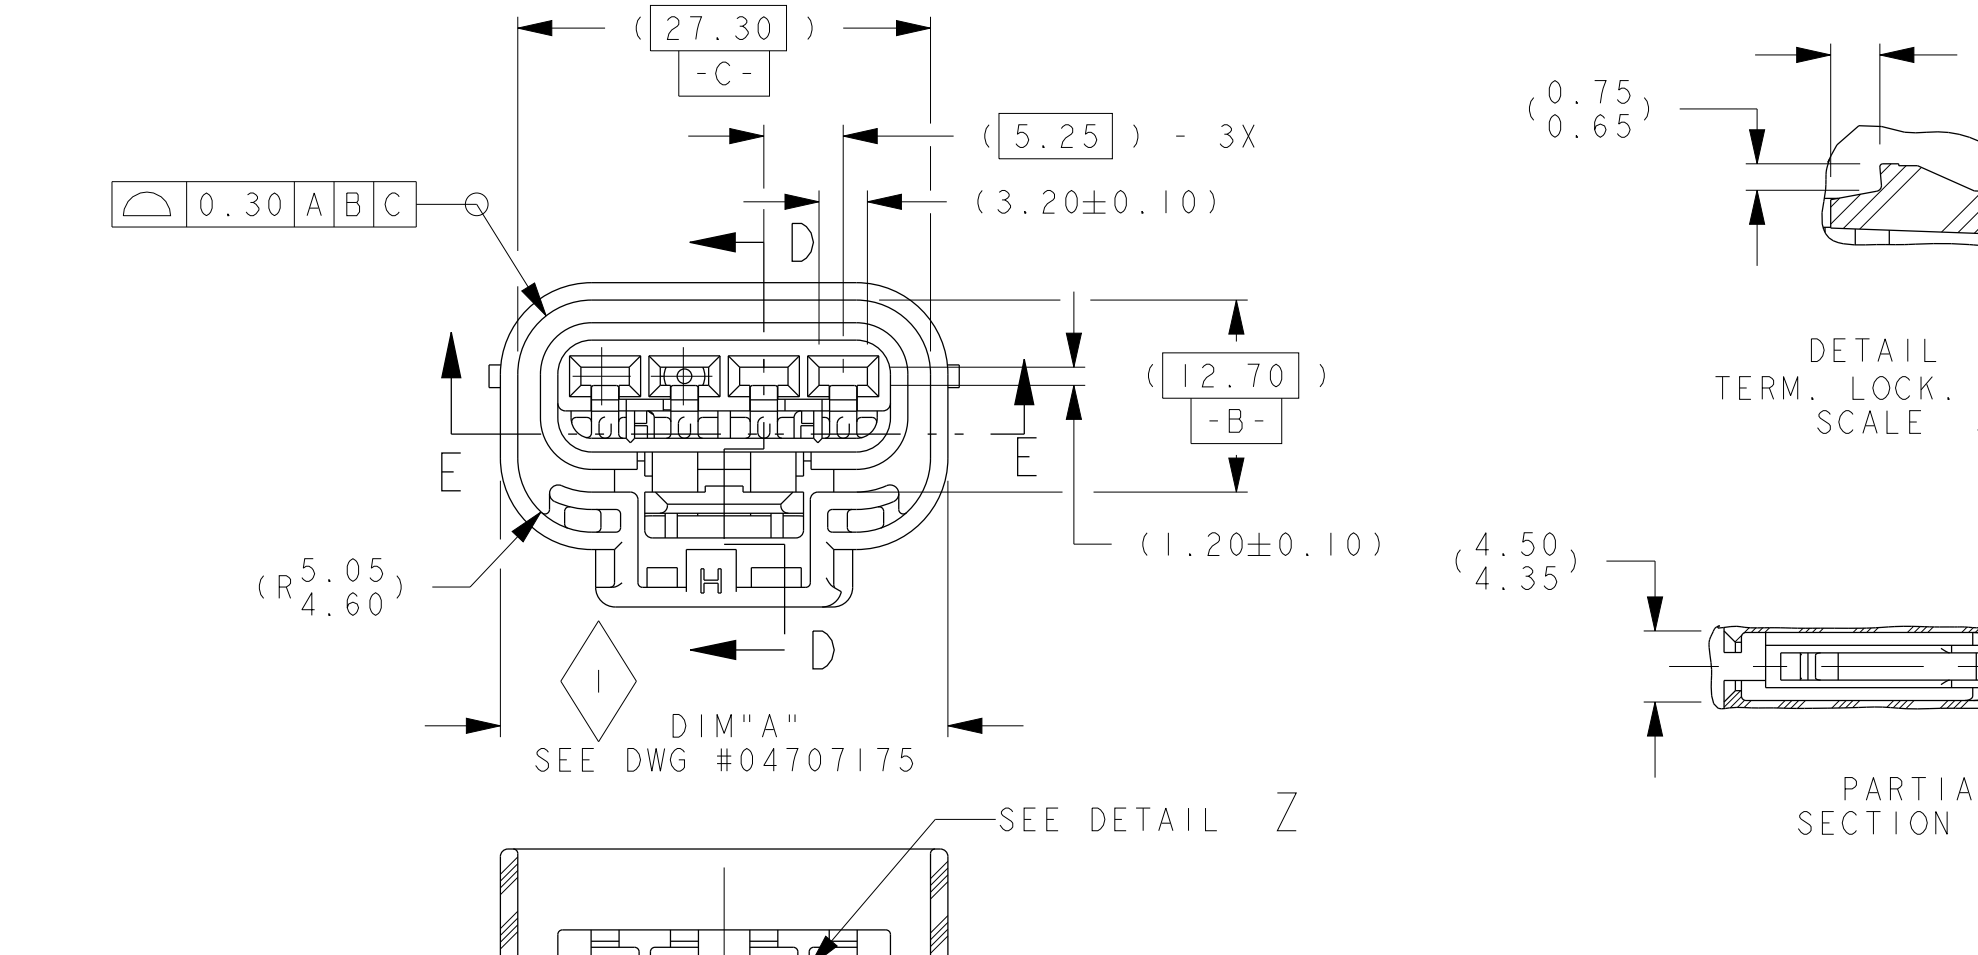 ( 27.30 )
-C-
( 5.25 ) - 3X
(3.20±0.10)
0.30 A B C
D
( 0.75 )
0.65
DETAIL
TERM. LOCK.
SCALE
( 12.70 )
-B-
E
E
(1.20±0.10)
(R 5.05 )
4.60
H
D
1
( 4.50 )
4.35
DIM"A"
SEE DWG #04707175
SEE DETAIL Z
PARTIA
SECTION